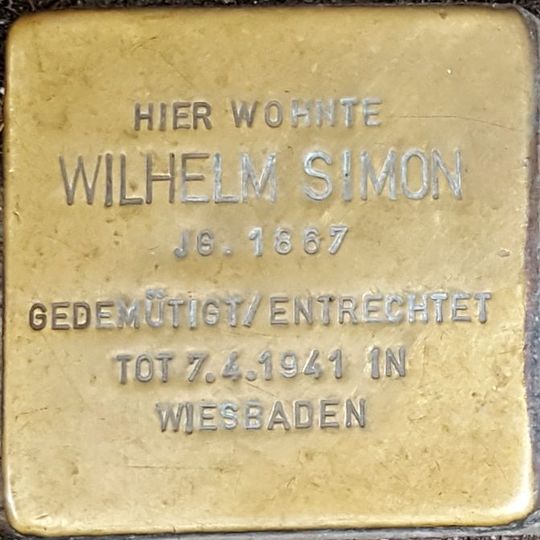 HIER WOHNTE
WILHELM SIMON
JG. 1867
GEDEMÜTIGT/ENTRECHTET
TOT 7.4.1941 IN
WIESBADEN